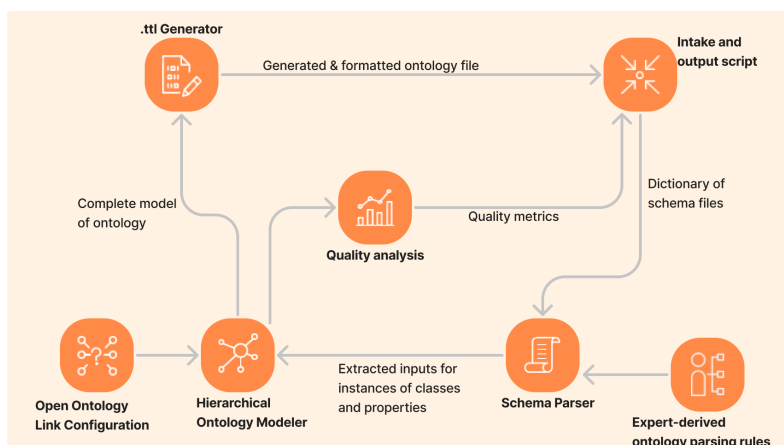 .ttl Generator
Generated & formatted ontology file
Intake and
output script
Complete model
of ontology
Quality analysis
Quality metrics
Dictionary of
schema files
Open Ontology
Link Configuration
Hierarchical
Ontology Modeler
Extracted inputs for
instances of classes
and properties
Schema Parser
Expert-derived
ontology parsing rules